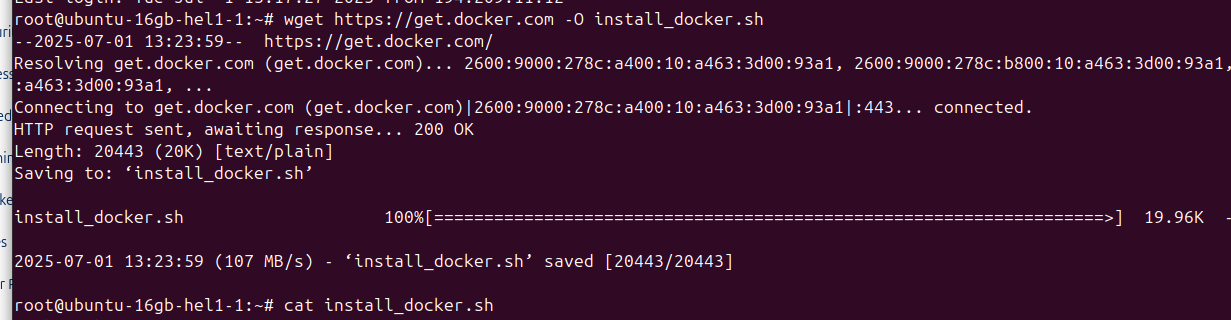 root@ubuntu-16gb-hel1-1:~# wget https://get.docker.com -O install_docker.sh
--2025-07-01 13:23:59--  https://get.docker.com/
Resolving get.docker.com (get.docker.com)... 2600:9000:278c:a400:10:a463:3d00:93a1, 2600:9000:278c:b800:10:a463:3d00:93a1,
:a463:3d00:93a1, ...
Connecting to get.docker.com (get.docker.com)|2600:9000:278c:a400:10:a463:3d00:93a1|:443... connected.
HTTP request sent, awaiting response... 200 OK
Length: 20443 (20K) [text/plain]
Saving to: ‘install_docker.sh’
install_docker.sh                    100%[===================================================================>]  19.96K  -
2025-07-01 13:23:59 (107 MB/s) - ‘install_docker.sh’ saved [20443/20443]
root@ubuntu-16gb-hel1-1:~# cat install_docker.sh